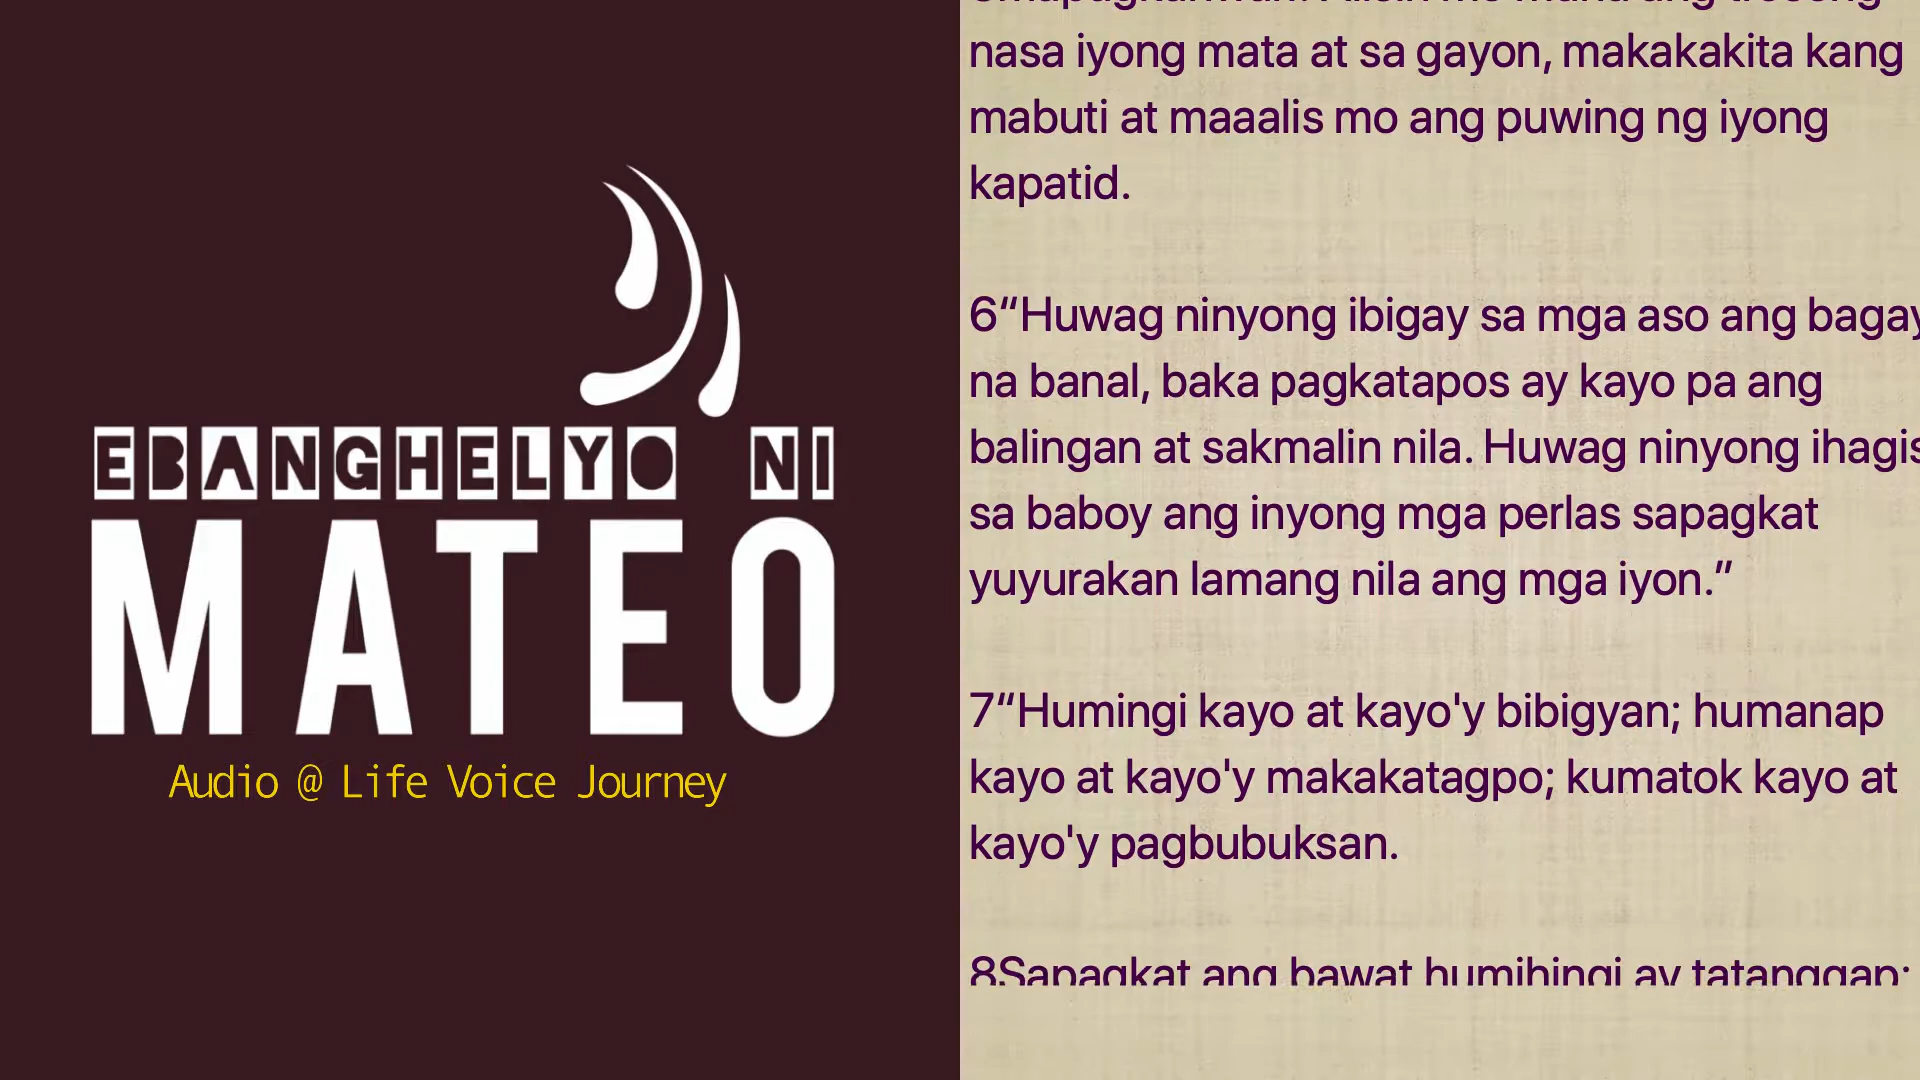 EBANGHELYO NI
MATEO
Audio @ Life Voice Journey
nasa iyong mata at sa gayon, makakakita kang
mabuti at maaalis mo ang puwing ng iyong
kapatid.
6“Huwag ninyong ibigay sa mga aso ang bagay
na banal, baka pagkatapos ay kayo pa ang
balingan at sakmalin nila. Huwag ninyong ihagis
sa baboy ang inyong mga perlas sapagkat
yuyurakan lamang nila ang mga iyon.”
7“Humingi kayo at kayo'y bibigyan; humanap
kayo at kayo'y makakatagpo; kumatok kayo at
kayo'y pagbubuksan.
8Sapagkat ang bawat humihingi ay tatanggap;